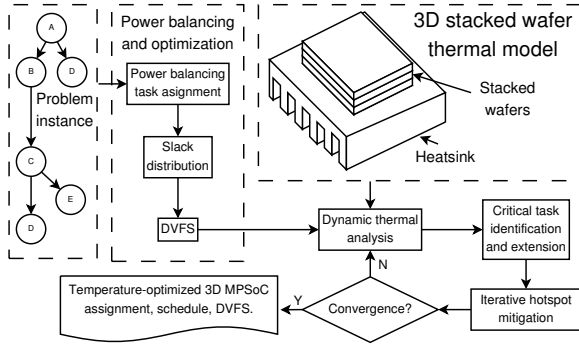 A
B
D
Problem
instance
C
E
D
Power balancing
and optimization
Power balancing
task asignment
Slack
distribution
DVFS
3D stacked wafer
thermal model
Stacked
wafers
Heatsink
Dynamic thermal
analysis
Critical task
identification
and extension
Iterative hotspot
mitigation
N
Convergence?
Y
Temperature-optimized 3D MPSoC
assignment, schedule, DVFS.